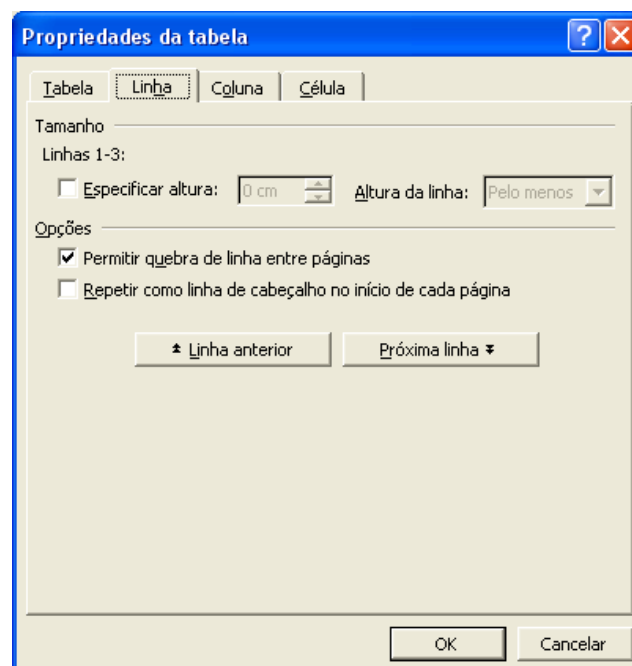 Propriedades da tabela
Tabela Linha Coluna Célula
Tamanho
Linhas 1-3:
Especificar altura: 0 cm Altura da linha: Pelo menos
Opções
Permitir quebra de linha entre páginas
Repetir como linha de cabeçalho no início de cada página
Linha anterior Próxima linha
OK Cancelar